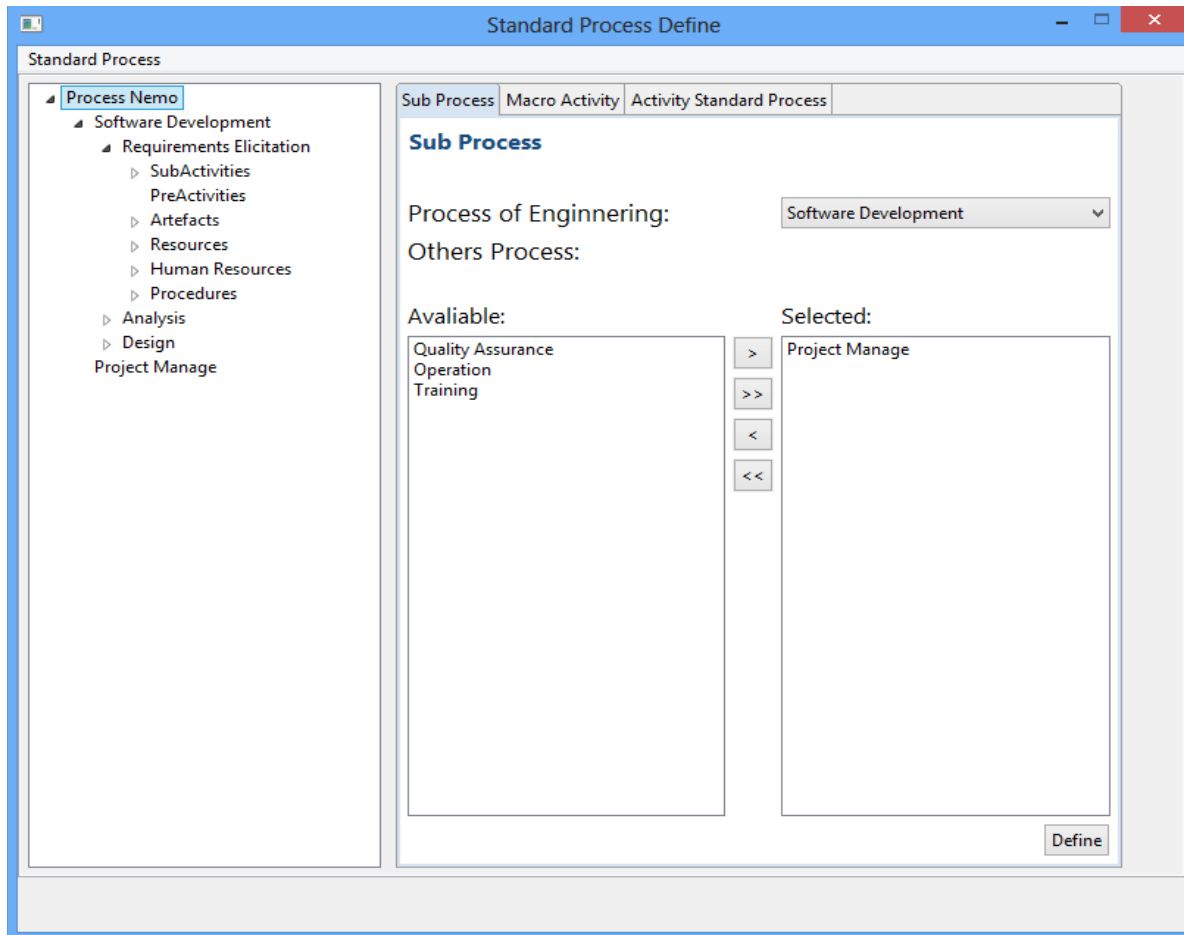 Standard Process Define
Standard Process
Process Nemo
Software Development
Requirements Elicitation
SubActivities
PreActivities
Artefacts
Resources
Human Resources
Procedures
Analysis
Design
Project Manage
Sub Process
Macro Activity
Activity Standard Process
Sub Process
Process of Enginnering:
Software Development
Others Process:
Avaliable:
Quality Assurance
Operation
Training
>
>>
<
<<
Selected:
Project Manage
Define